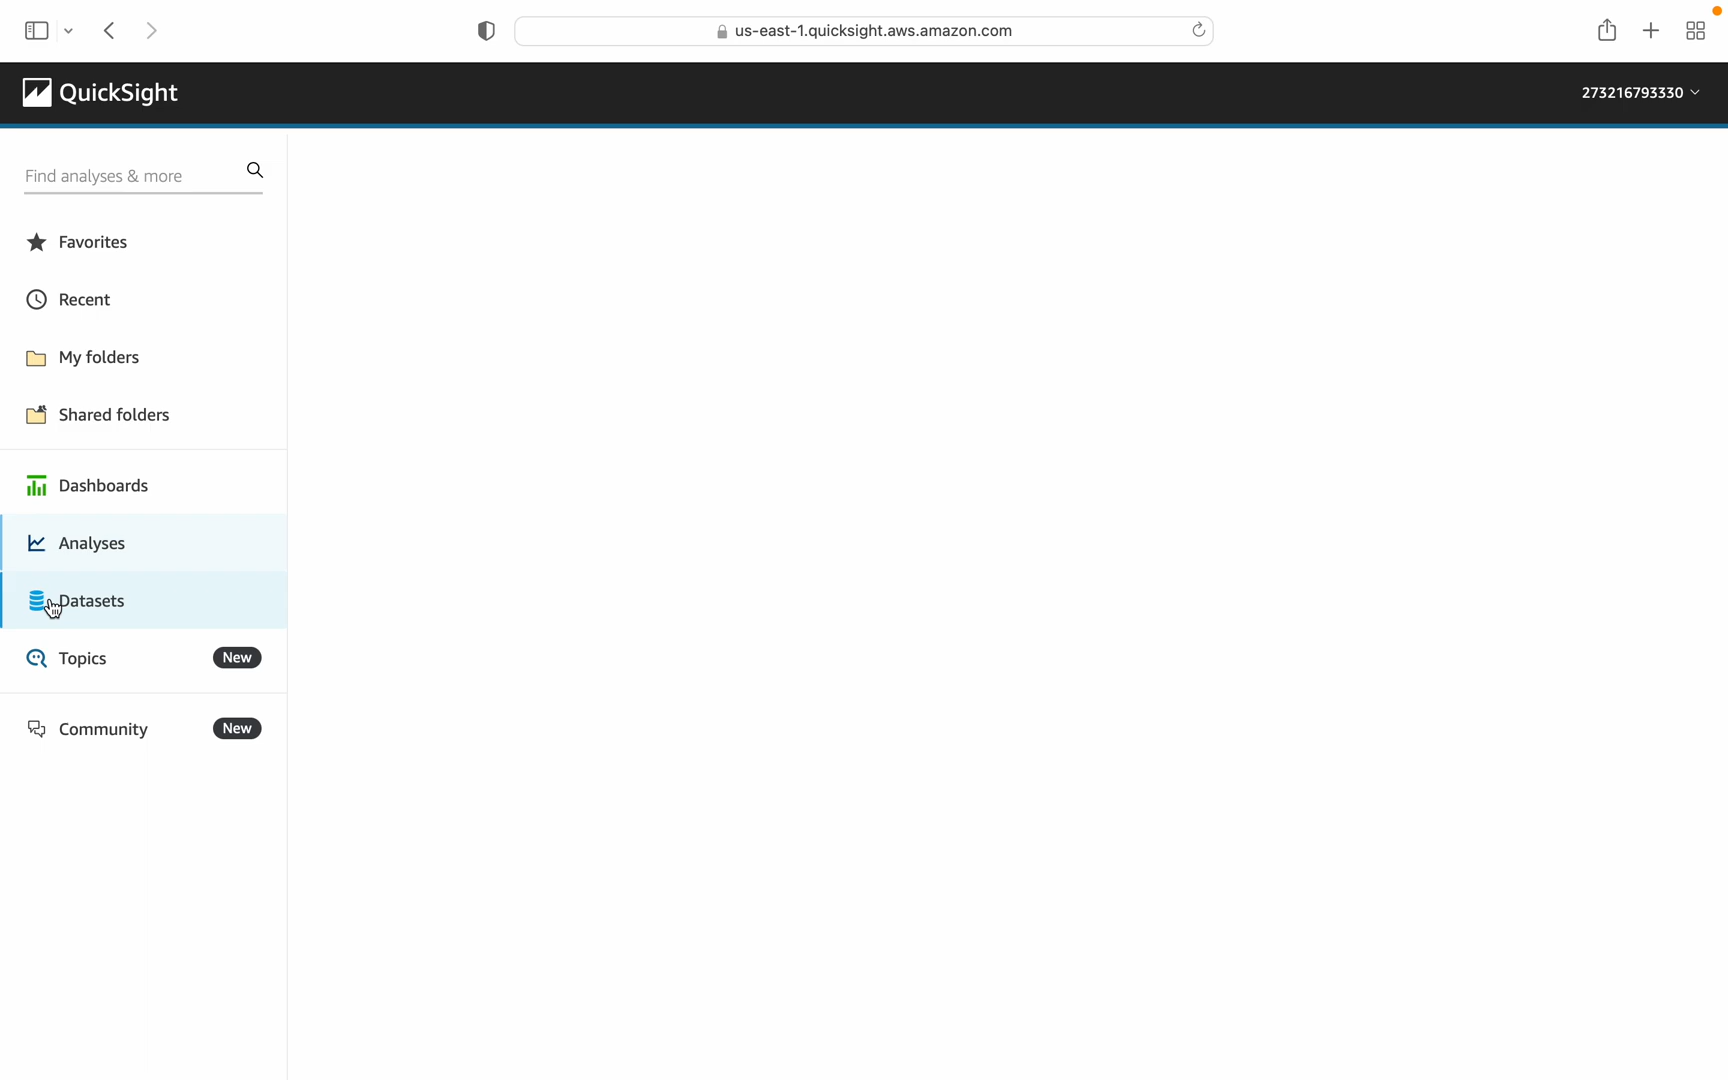 us-east-1.quicksight.aws.amazon.com
QuickSight
273216793330
Find analyses & more
Favorites
Recent
My folders
Shared folders
Dashboards
Analyses
Datasets
Topics New
Community New